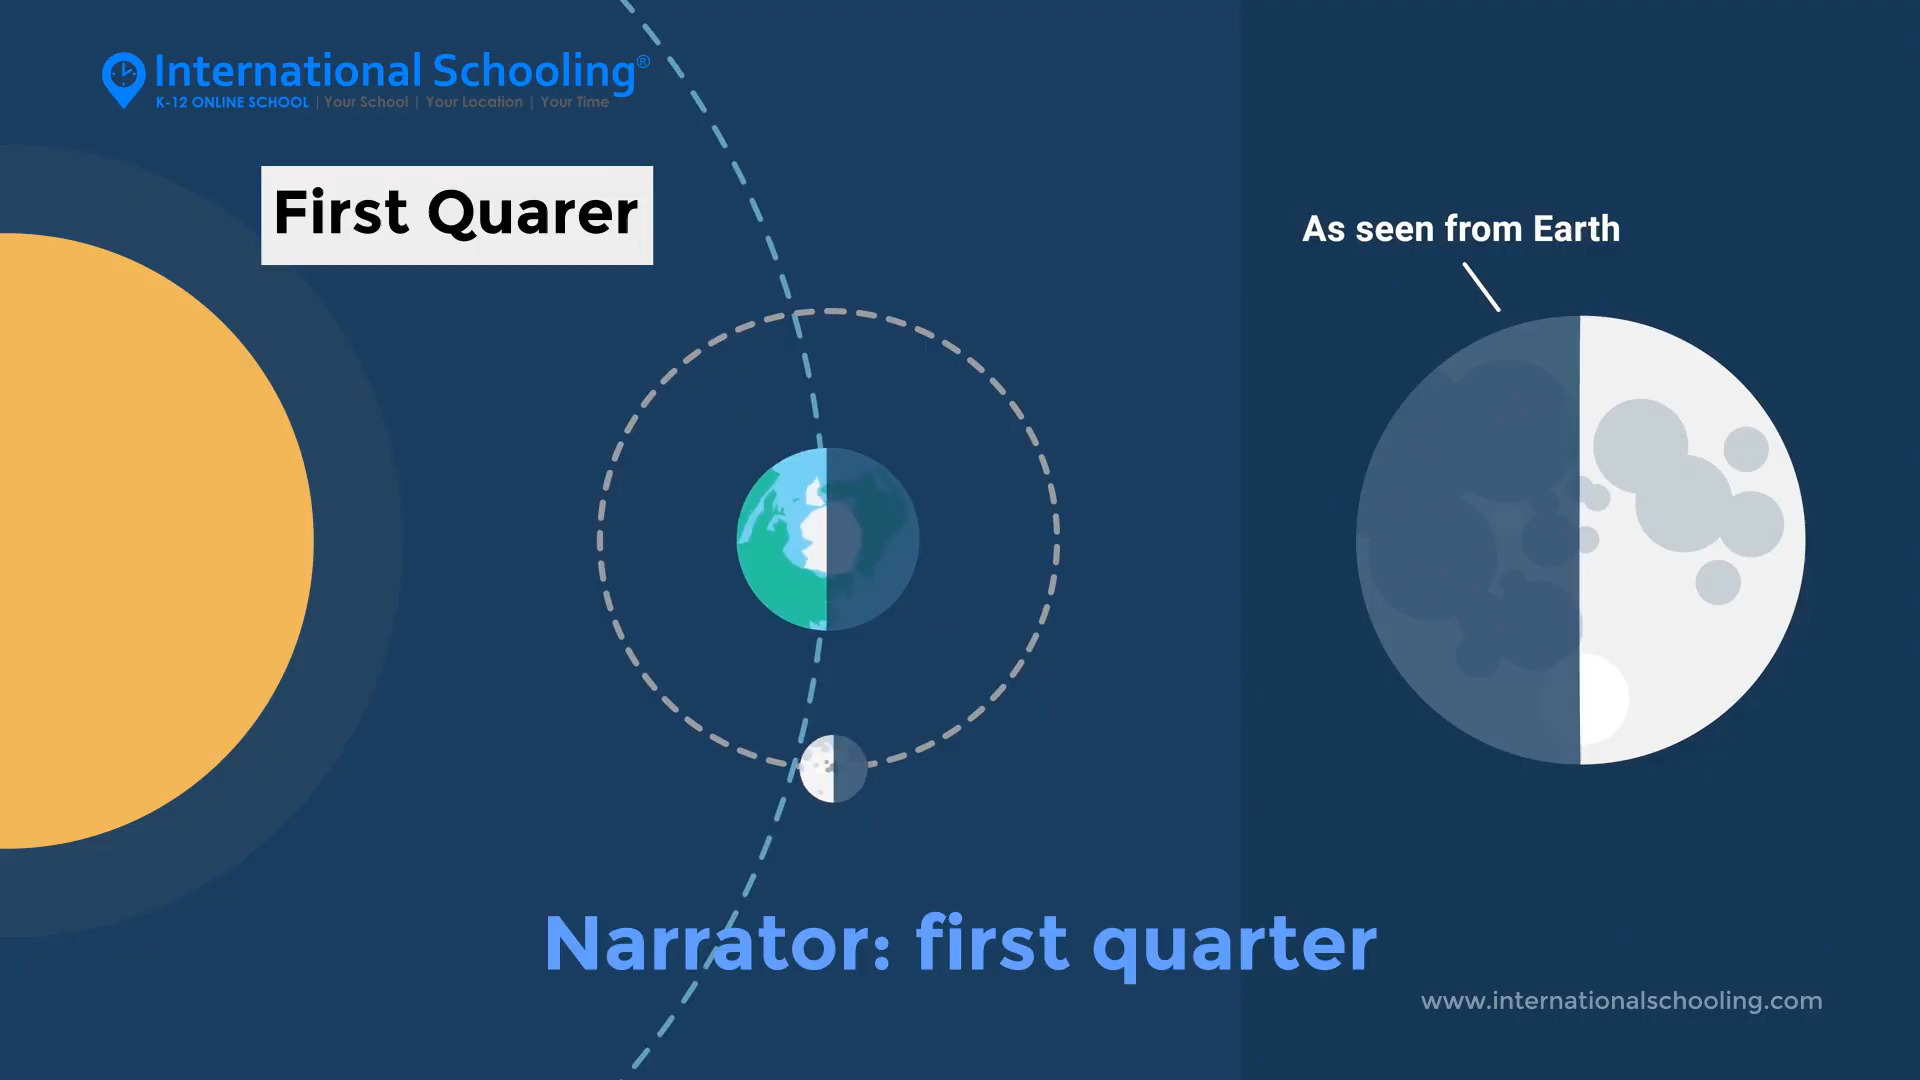 International Schooling®
K-12 ONLINE SCHOOL | Your School | Your Location | Your Time
First Quarer
As seen from Earth
Narrator: first quarter
www.internationalschooling.com